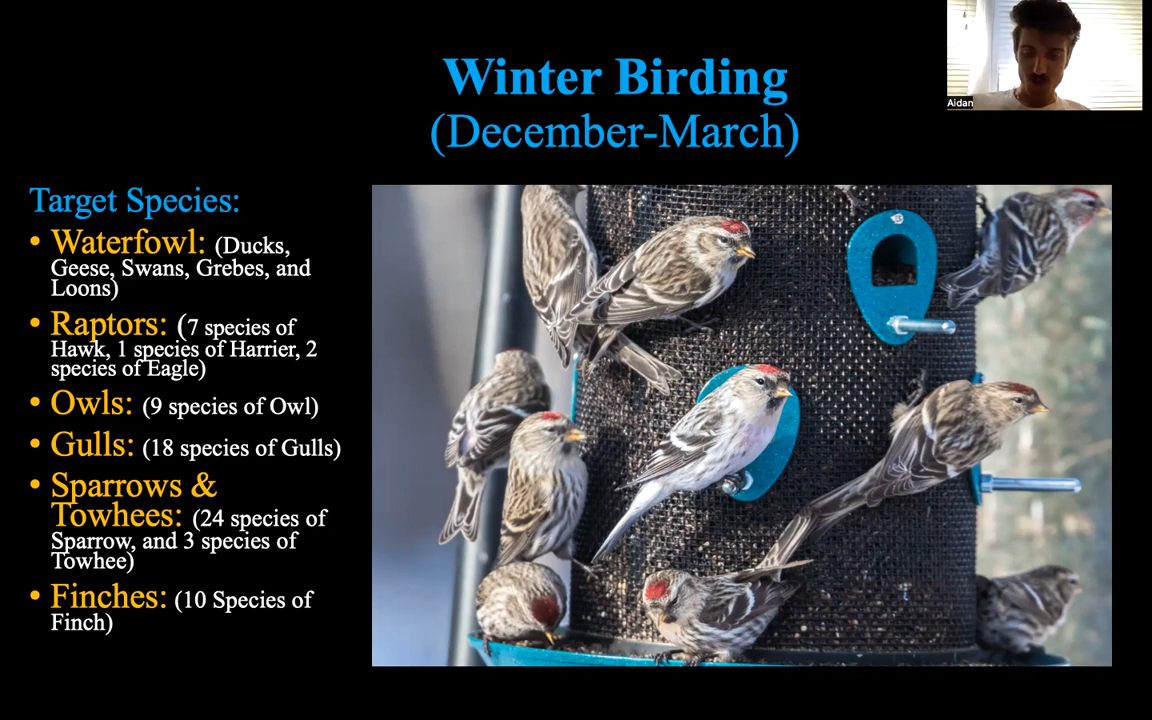 Winter Birding
(December-March)
Aidan
Target Species:
• Waterfowl: (Ducks,
Geese, Swans, Grebes, and
Loons)
• Raptors: (7 species of
Hawk, 1 species of Harrier, 2
species of Eagle)
• Owls: (9 species of Owl)
• Gulls: (18 species of Gulls)
• Sparrows &
Towhees: (24 species of
Sparrow, and 3 species of
Towhee)
• Finches: (10 Species of
Finch)